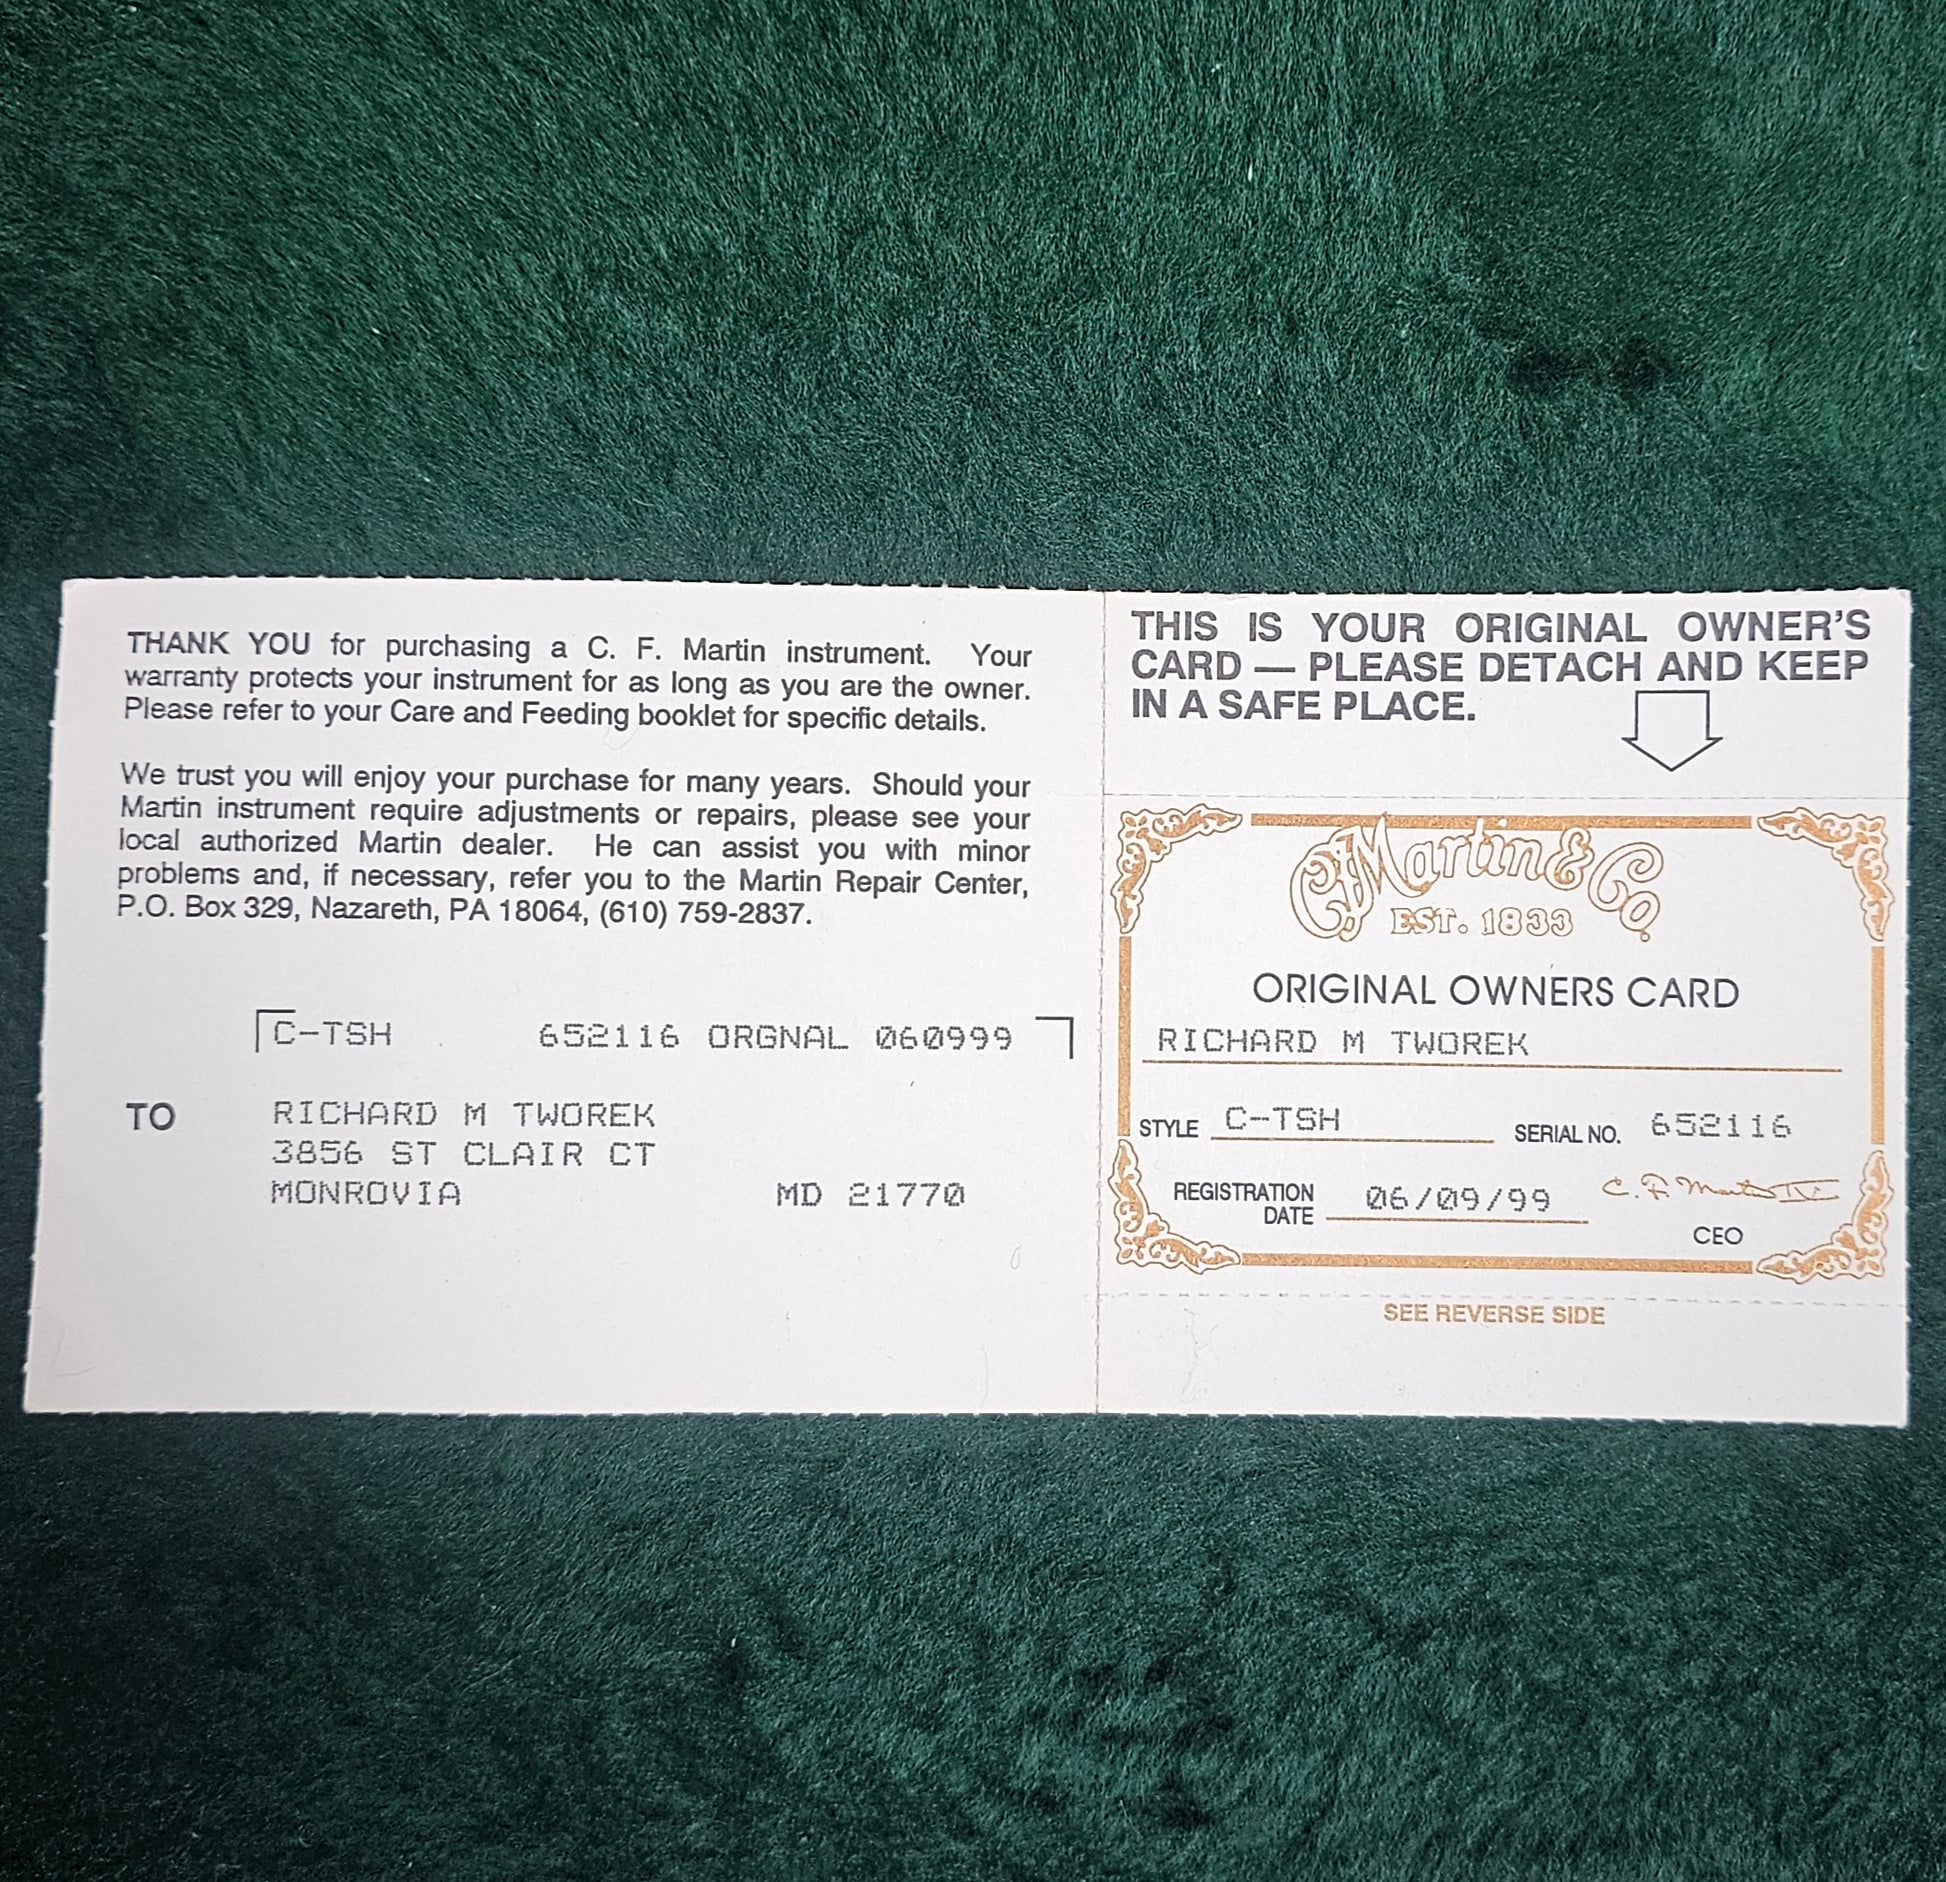 THANK YOU for purchasing a C. F. Martin instrument. Your
warranty protects your instrument for as long as you are the owner.
Please refer to your Care and Feeding booklet for specific details.
We trust you will enjoy your purchase for many years. Should your
Martin instrument require adjustments or repairs, please see your
local authorized Martin dealer. He can assist you with minor
problems and, if necessary, refer you to the Martin Repair Center,
P.O. Box 329, Nazareth, PA 18064, (610) 759-2837.
C-TSH 652116 ORGNAL 060999
TO RICHARD M TWOREK
3856 ST CLAIR CT
MONROVIA MD 21770
THIS IS YOUR ORIGINAL OWNER'S
CARD — PLEASE DETACH AND KEEP
IN A SAFE PLACE.
CF Martin & Co.
EST. 1833
ORIGINAL OWNERS CARD
RICHARD M TWOREK
STYLE C-TSH SERIAL NO. 652116
REGISTRATION DATE 06/09/99 C. F. Martin IV
CEO
SEE REVERSE SIDE